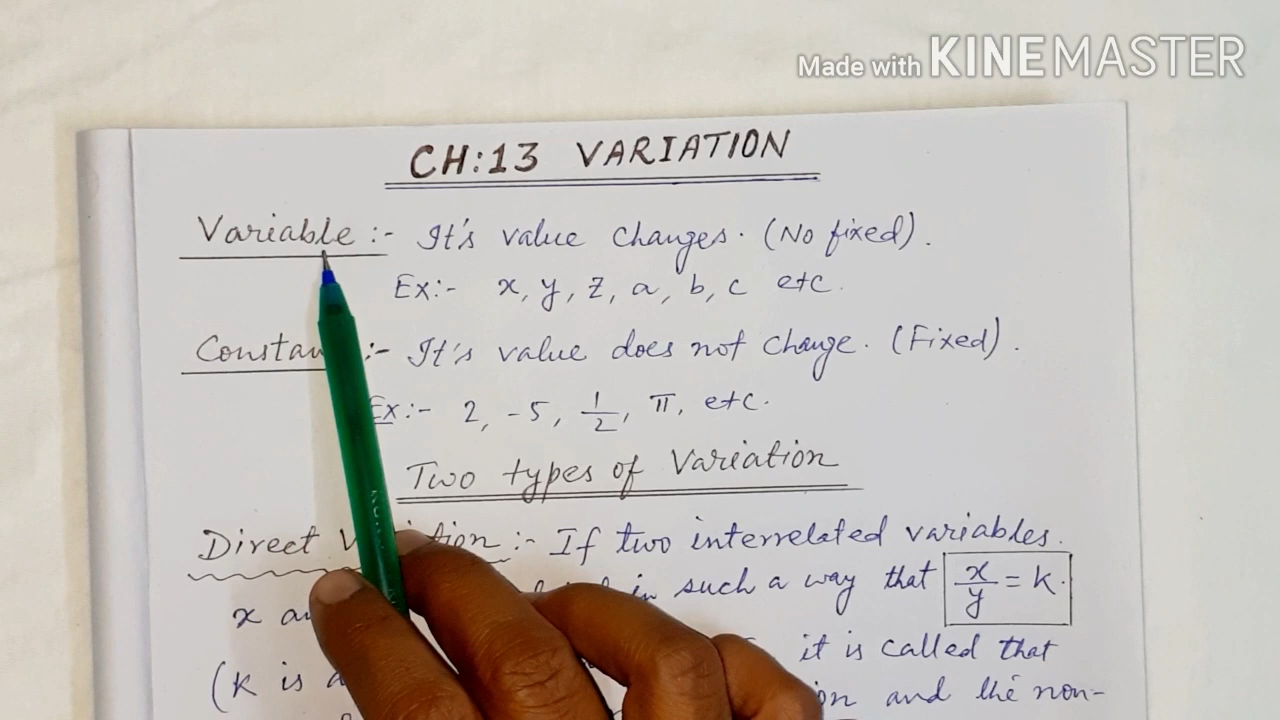 Made with KINEMASTER
CH:13 VARIATION
Variable :- It's value changes. (No fixed).
Ex:- x, y, z, a, b, c etc.
:- It's value does not change. (Fixed).
Ex:- 2, -5, 1/2, π, etc.
Two types of Variation
Direct :- If two interrelated variables.
x in such a way that x/y = k.
(k is it is called that
and the non-